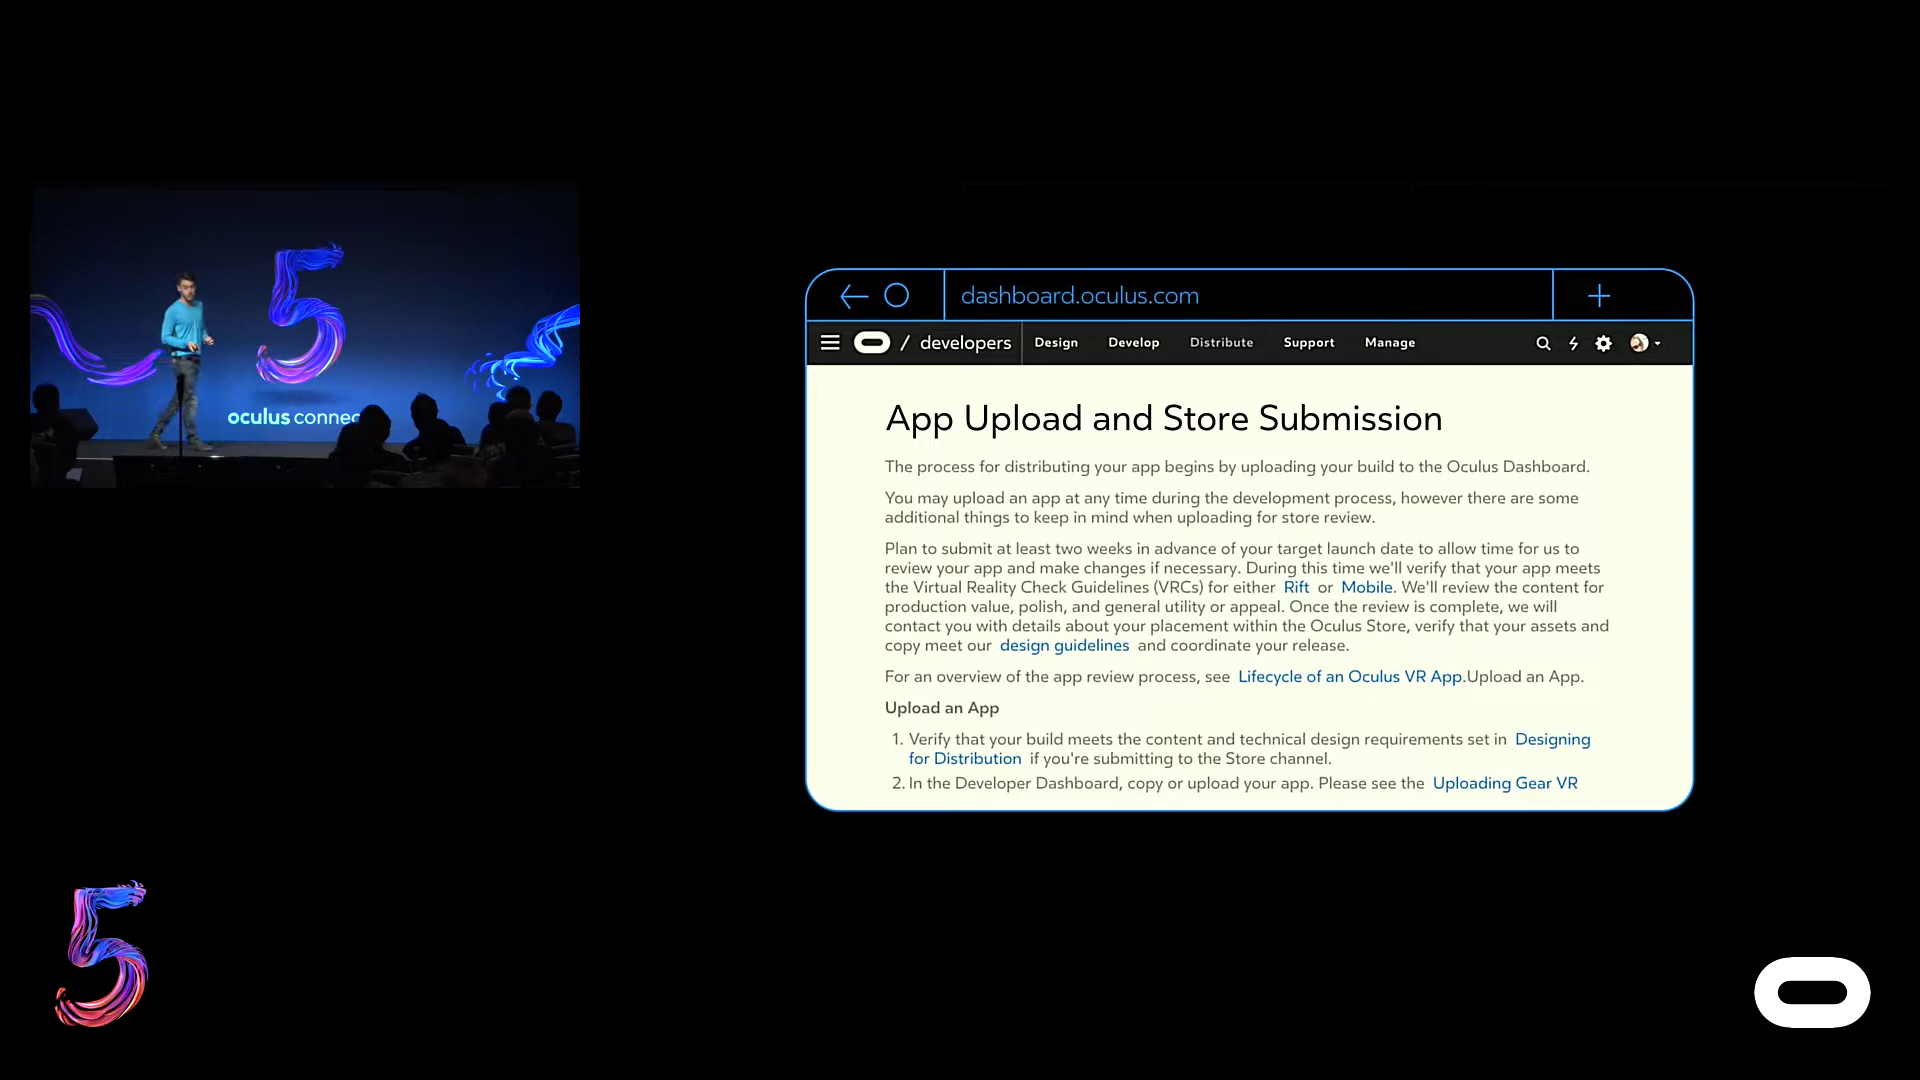 5
oculus connec
dashboard.oculus.com
/ developers Design Develop Distribute Support Manage
App Upload and Store Submission
The process for distributing your app begins by uploading your build to the Oculus Dashboard.
You may upload an app at any time during the development process, however there are some
additional things to keep in mind when uploading for store review.
Plan to submit at least two weeks in advance of your target launch date to allow time for us to
review your app and make changes if necessary. During this time we'll verify that your app meets
the Virtual Reality Check Guidelines (VRCs) for either Rift or Mobile. We'll review the content for
production value, polish, and general utility or appeal. Once the review is complete, we will
contact you with details about your placement within the Oculus Store, verify that your assets and
copy meet our design guidelines and coordinate your release.
For an overview of the app review process, see Lifecycle of an Oculus VR App.Upload an App.
Upload an App
1. Verify that your build meets the content and technical design requirements set in Designing
for Distribution if you're submitting to the Store channel.
2. In the Developer Dashboard, copy or upload your app. Please see the Uploading Gear VR
5